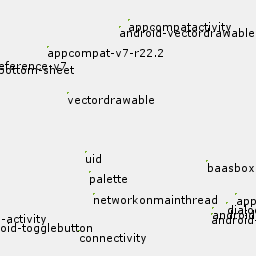 appcompatactivity
android-vectordrawable
appcompat-v7-r22.2
eference-v7
bottom-sheet
vectordrawable
uid
baasbox
palette
networkonmainthread
app
dialo
android
-activity
android-
oid-togglebutton
connectivity